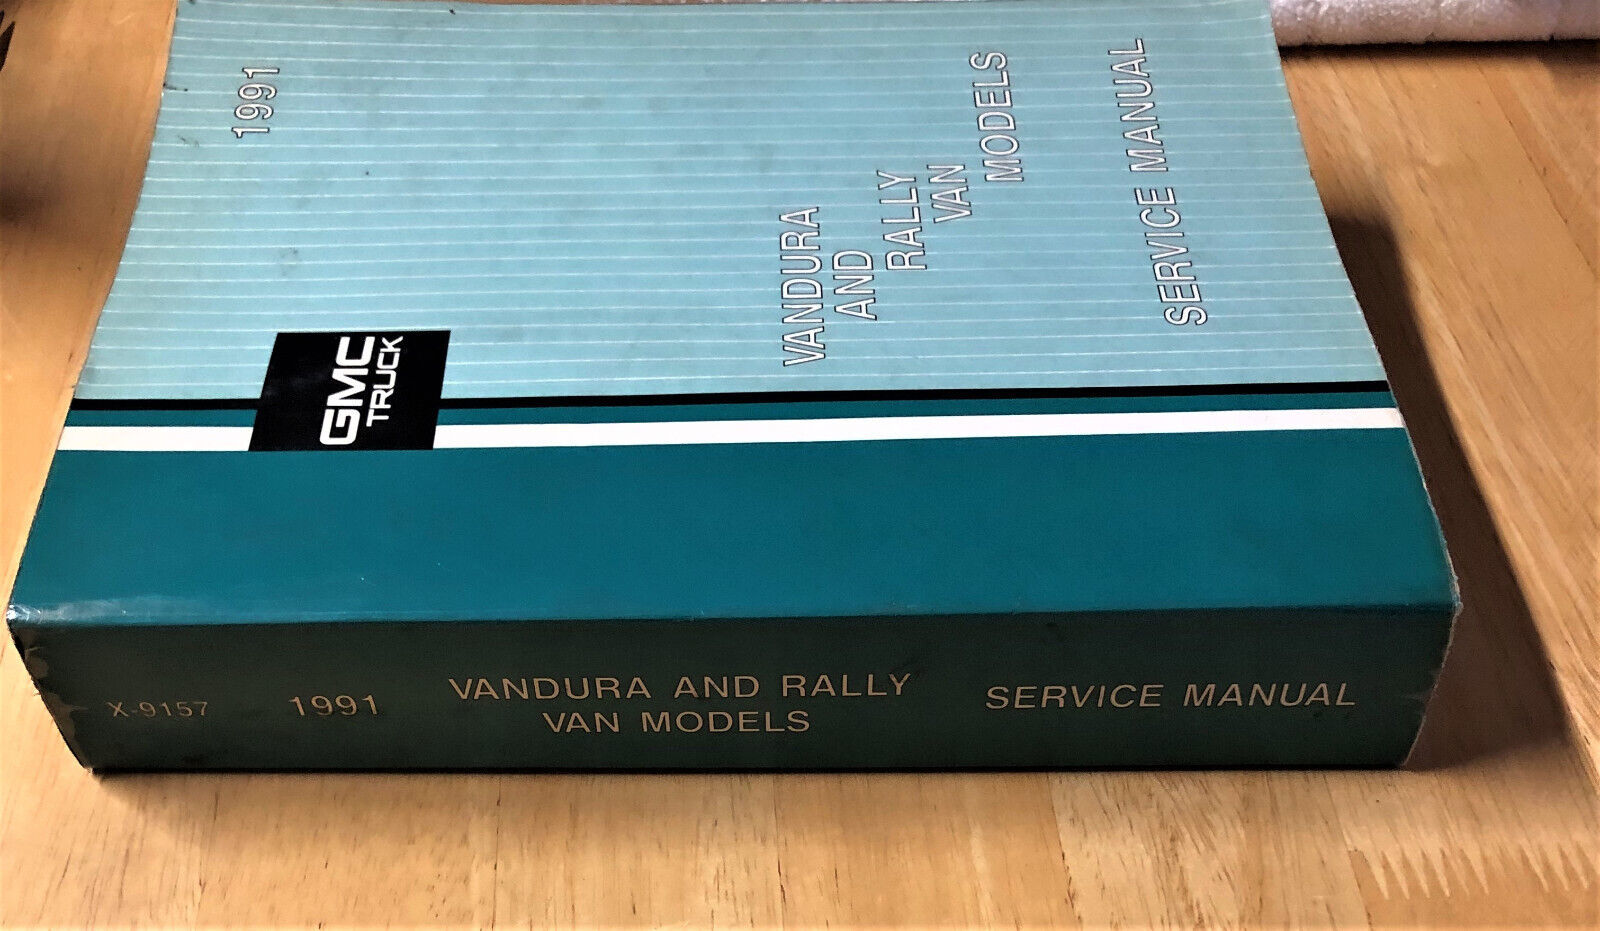 1991
GMC
TRUCK
VANDURA
AND
RALLY
VAN
MODELS
SERVICE MANUAL
X-9157
1991
VANDURA AND RALLY
VAN MODELS
SERVICE MANUAL